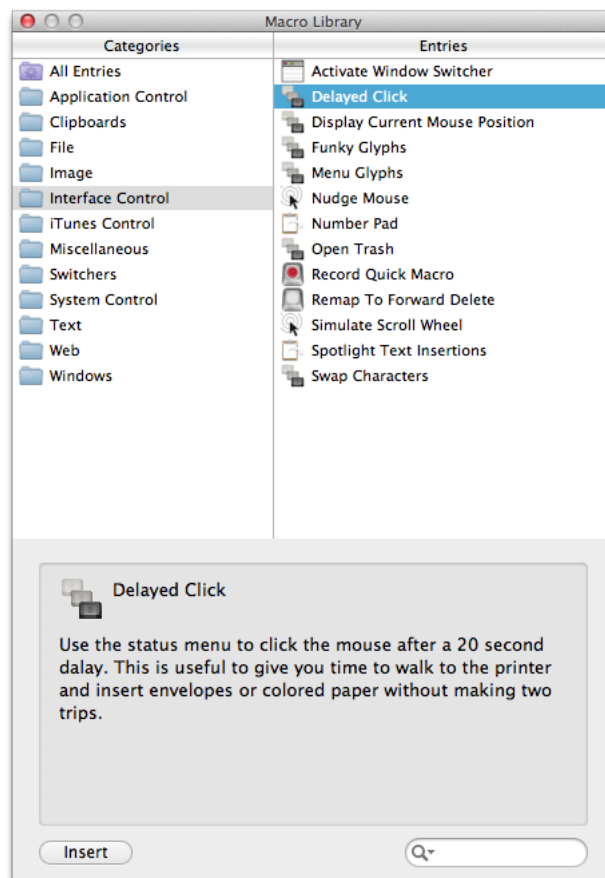 Macro Library
Categories
Entries
All Entries
Application Control
Clipboards
File
Image
Interface Control
iTunes Control
Miscellaneous
Switchers
System Control
Text
Web
Windows
Activate Window Switcher
Delayed Click
Display Current Mouse Position
Funky Glyphs
Menu Glyphs
Nudge Mouse
Number Pad
Open Trash
Record Quick Macro
Remap To Forward Delete
Simulate Scroll Wheel
Spotlight Text Insertions
Swap Characters
Delayed Click
Use the status menu to click the mouse after a 20 second
dalay. This is useful to give you time to walk to the printer
and insert envelopes or colored paper without making two
trips.
Insert